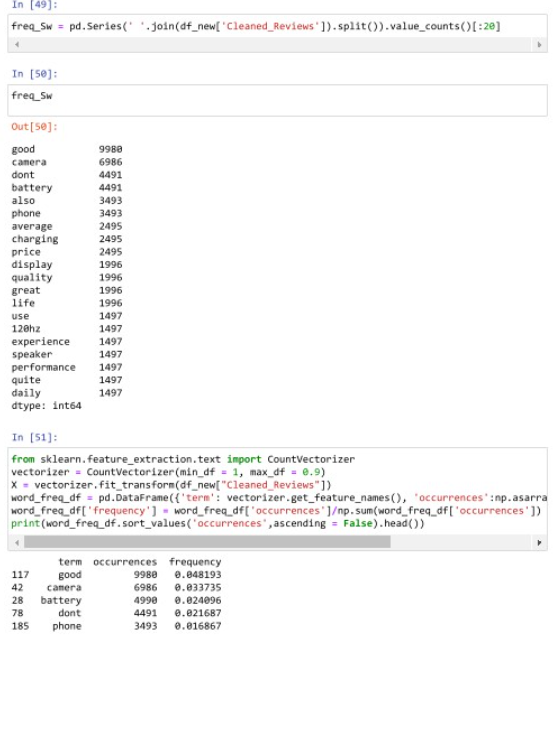 In [49]:
freq_Sw = pd.Series(' '.join(df_new['Cleaned_Reviews']).split()).value_counts()[:20]
In [50]:
freq_Sw
Out[50]:
good 9980
camera 6986
dont 4491
battery 4491
also 3493
phone 3493
average 2495
charging 2495
price 2495
display 1996
quality 1996
great 1996
life 1996
use 1497
120hz 1497
experience 1497
speaker 1497
performance 1497
quite 1497
daily 1497
dtype: int64
In [51]:
from sklearn.feature_extraction.text import CountVectorizer
vectorizer = CountVectorizer(min_df = 1, max_df = 0.9)
X = vectorizer.fit_transform(df_new["Cleaned_Reviews"])
word_freq_df = pd.DataFrame({'term': vectorizer.get_feature_names(), 'occurrences':np.asarra
word_freq_df['frequency'] = word_freq_df['occurrences']/np.sum(word_freq_df['occurrences'])
print(word_freq_df.sort_values('occurrences',ascending = False).head())
term occurrences frequency
117 good 9980 0.048193
42 camera 6986 0.033735
28 battery 4990 0.024096
78 dont 4491 0.021687
185 phone 3493 0.016867